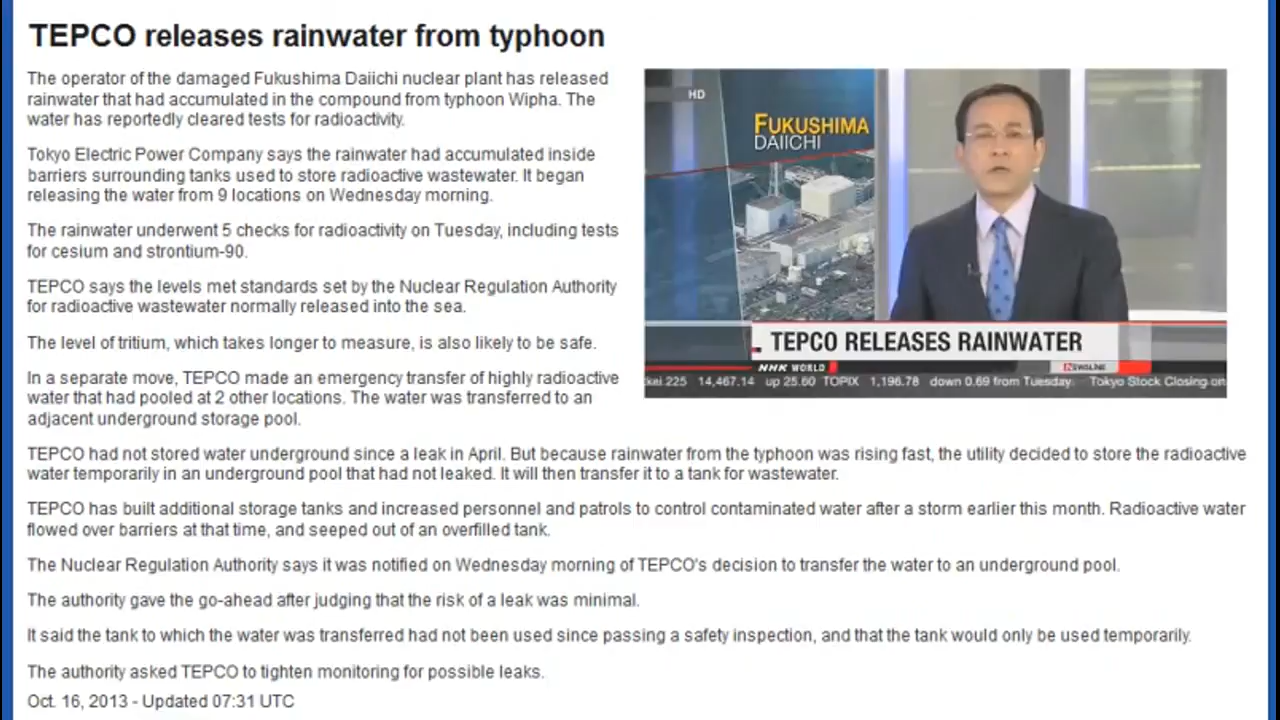 TEPCO releases rainwater from typhoon
The operator of the damaged Fukushima Daiichi nuclear plant has released
rainwater that had accumulated in the compound from typhoon Wipha. The
water has reportedly cleared tests for radioactivity.
Tokyo Electric Power Company says the rainwater had accumulated inside
barriers surrounding tanks used to store radioactive wastewater. It began
releasing the water from 9 locations on Wednesday morning.
The rainwater underwent 5 checks for radioactivity on Tuesday, including tests
for cesium and strontium-90.
TEPCO says the levels met standards set by the Nuclear Regulation Authority
for radioactive wastewater normally released into the sea.
The level of tritium, which takes longer to measure, is also likely to be safe.
In a separate move, TEPCO made an emergency transfer of highly radioactive
water that had pooled at 2 other locations. The water was transferred to an
adjacent underground storage pool.
HD
FUKUSHIMA
DAIICHI
TEPCO RELEASES RAINWATER
NHK WORLD NEWSLINE
kei 225 14,467.14 up 25.60 TOPIX 1,196.78 down 0.69 from Tuesday. Tokyo Stock Closing on
TEPCO had not stored water underground since a leak in April. But because rainwater from the typhoon was rising fast, the utility decided to store the radioactive
water temporarily in an underground pool that had not leaked. It will then transfer it to a tank for wastewater.
TEPCO has built additional storage tanks and increased personnel and patrols to control contaminated water after a storm earlier this month. Radioactive water
flowed over barriers at that time, and seeped out of an overfilled tank.
The Nuclear Regulation Authority says it was notified on Wednesday morning of TEPCO's decision to transfer the water to an underground pool.
The authority gave the go-ahead after judging that the risk of a leak was minimal.
It said the tank to which the water was transferred had not been used since passing a safety inspection, and that the tank would only be used temporarily.
The authority asked TEPCO to tighten monitoring for possible leaks.
Oct. 16, 2013 - Updated 07:31 UTC